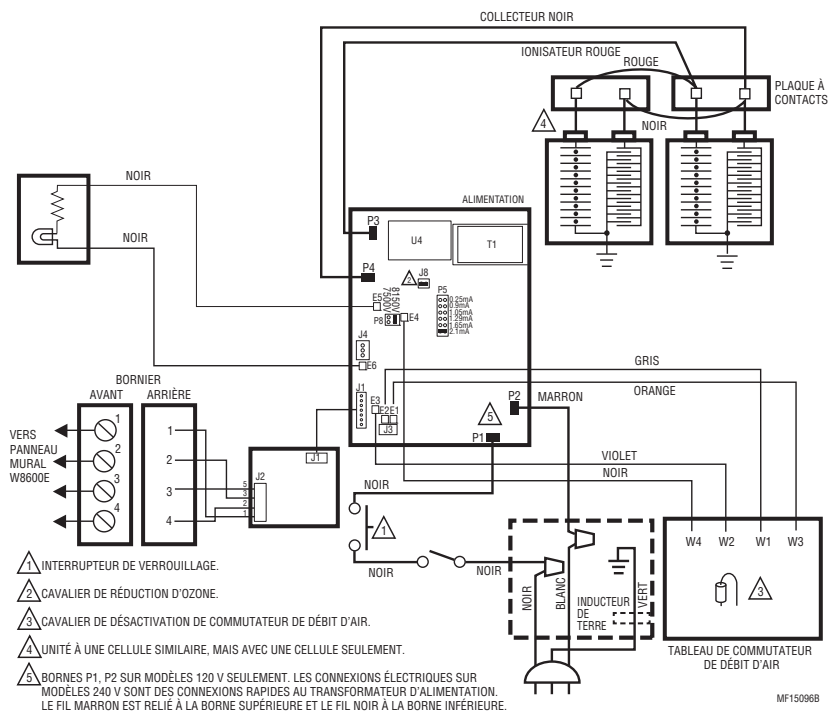 COLLECTEUR NOIR
IONISATEUR ROUGE
ROUGE
PLAQUE À
CONTACTS
NOIR
4
NOIR
NOIR
ALIMENTATION
P3
U4
T1
P4
2
J8
P5
E5
7500V
8150V
P8
E4
0.25mA
0.9mA
1.05mA
1.29mA
1.65mA
2.1mA
J4
E6
J1
E3
E2
E1
J3
5
P2
P1
MARRON
GRIS
ORANGE
VIOLET
NOIR
BORNIER
AVANT
ARRIÈRE
VERS
PANNEAU
MURAL
W8600E
1
2
3
4
1
2
3
4
J1
J2
5
3
2
1
NOIR
1
NOIR
NOIR
NOIR
BLANC
VERT
INDUCTEUR
DE
TERRE
W4
W2
W1
W3
3
TABLEAU DE COMMUTATEUR
DE DÉBIT D'AIR
1 INTERRUPTEUR DE VERROUILLAGE.
2 CAVALIER DE RÉDUCTION D'OZONE.
3 CAVALIER DE DÉSACTIVATION DE COMMUTATEUR DE DÉBIT D'AIR.
4 UNITÉ À UNE CELLULE SIMILAIRE, MAIS AVEC UNE CELLULE SEULEMENT.
5 BORNES P1, P2 SUR MODÈLES 120 V SEULEMENT. LES CONNEXIONS ÉLECTRIQUES SUR
MODÈLES 240 V SONT DES CONNEXIONS RAPIDES AU TRANSFORMATEUR D'ALIMENTATION.
LE FIL MARRON EST RELIÉ À LA BORNE SUPÉRIEURE ET LE FIL NOIR À LA BORNE INFÉRIEURE.
MF15096B